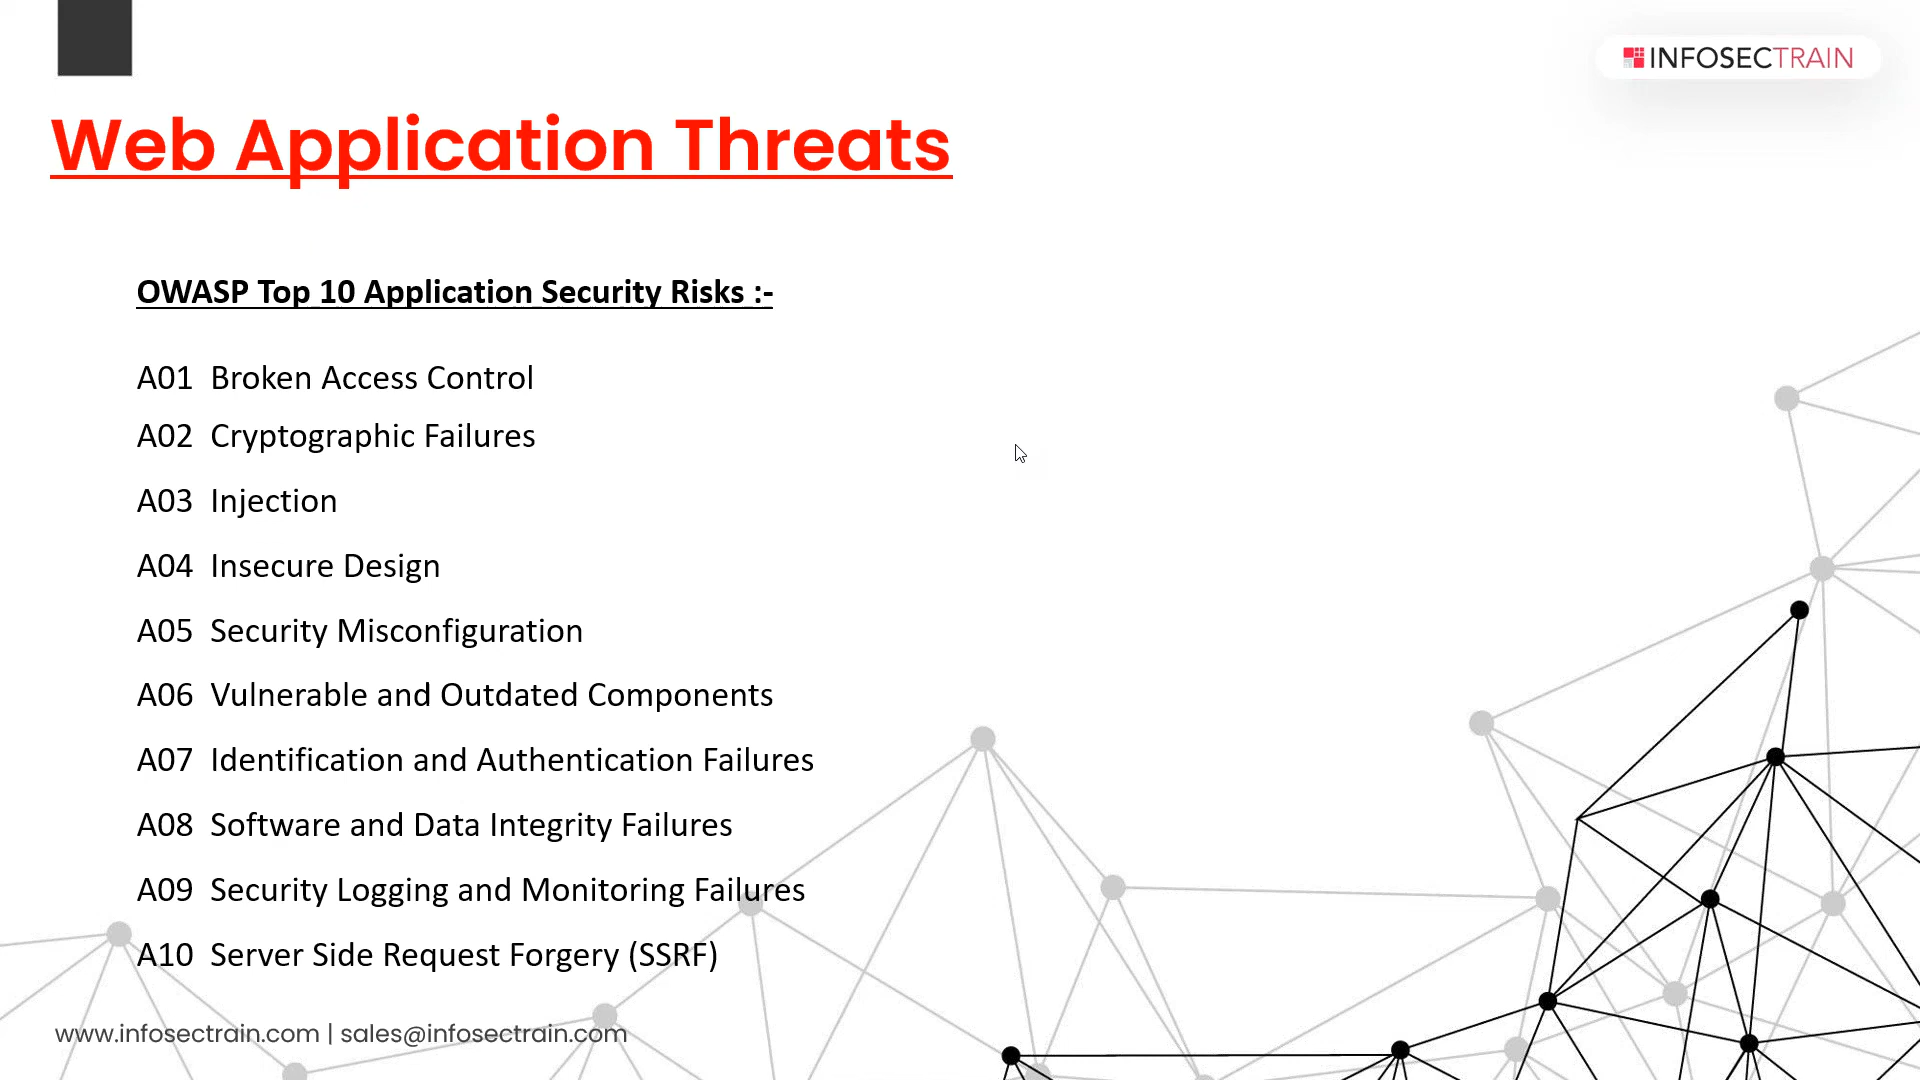 INFOSECTRAIN
Web Application Threats
OWASP Top 10 Application Security Risks :-
A01 Broken Access Control
A02 Cryptographic Failures
A03 Injection
A04 Insecure Design
A05 Security Misconfiguration
A06 Vulnerable and Outdated Components
A07 Identification and Authentication Failures
A08 Software and Data Integrity Failures
A09 Security Logging and Monitoring Failures
A10 Server Side Request Forgery (SSRF)
www.infosectrain.com | sales@infosectrain.com